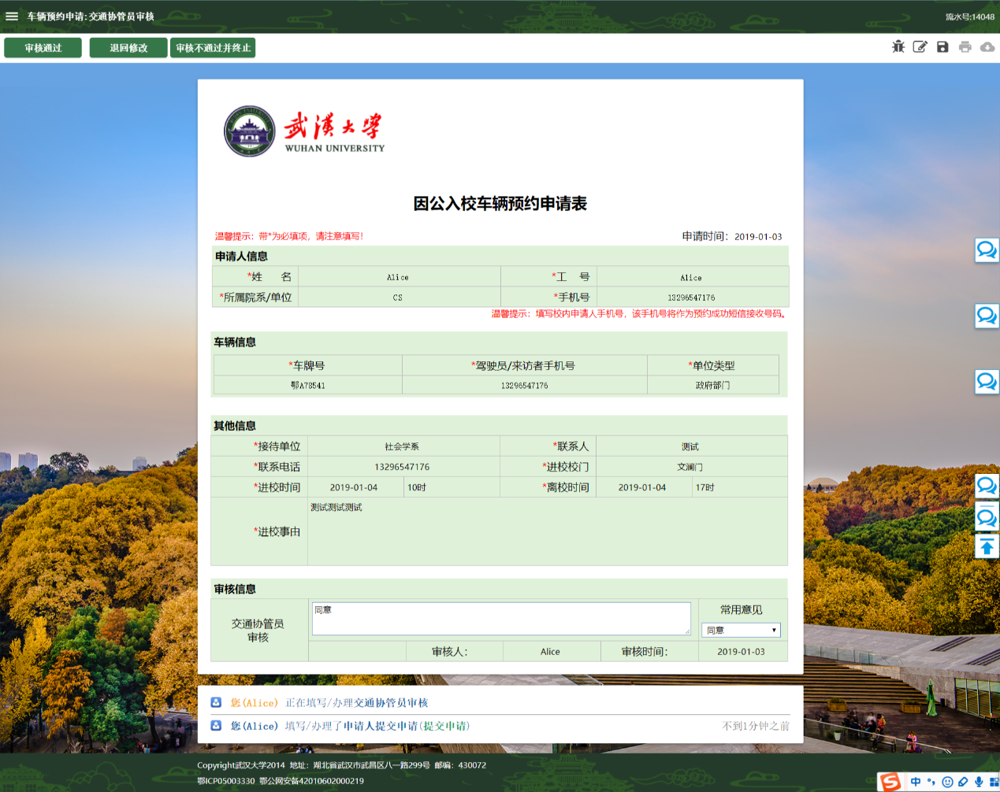 车辆预约申请:交通协管员审核
流水号:14048
审核通过 退回修改 审核不通过并终止
武汉大学
WUHAN UNIVERSITY
因公入校车辆预约申请表
温馨提示：带*为必填项，请注意填写！ 申请时间：2019-01-03
申请人信息
*姓 名 Alice *工 号 Alice
*所属院系/单位 CS *手机号 13296547176
温馨提示：填写校内申请人手机号，该手机号将作为预约成功短信接收号码。
车辆信息
*车牌号 *驾驶员/来访者手机号 *单位类型
鄂A78541 13296547176 政府部门
其他信息
*接待单位 社会学系 *联系人 测试
*联系电话 13296547176 *进校校门 文澜门
*进校时间 2019-01-04 10时 *离校时间 2019-01-04 17时
*进校事由 测试测试测试
审核信息
交通协管员
审核
同意
常用意见
同意
审核人： Alice 审核时间： 2019-01-03
您(Alice) 正在填写/办理交通协管员审核
您(Alice) 填写/办理了申请人提交申请(提交申请) 不到1分钟之前
Copyright武汉大学2014 地址：湖北省武汉市武昌区八一路299号 邮编：430072
鄂ICP05003330 鄂公网安备42010602000219
中